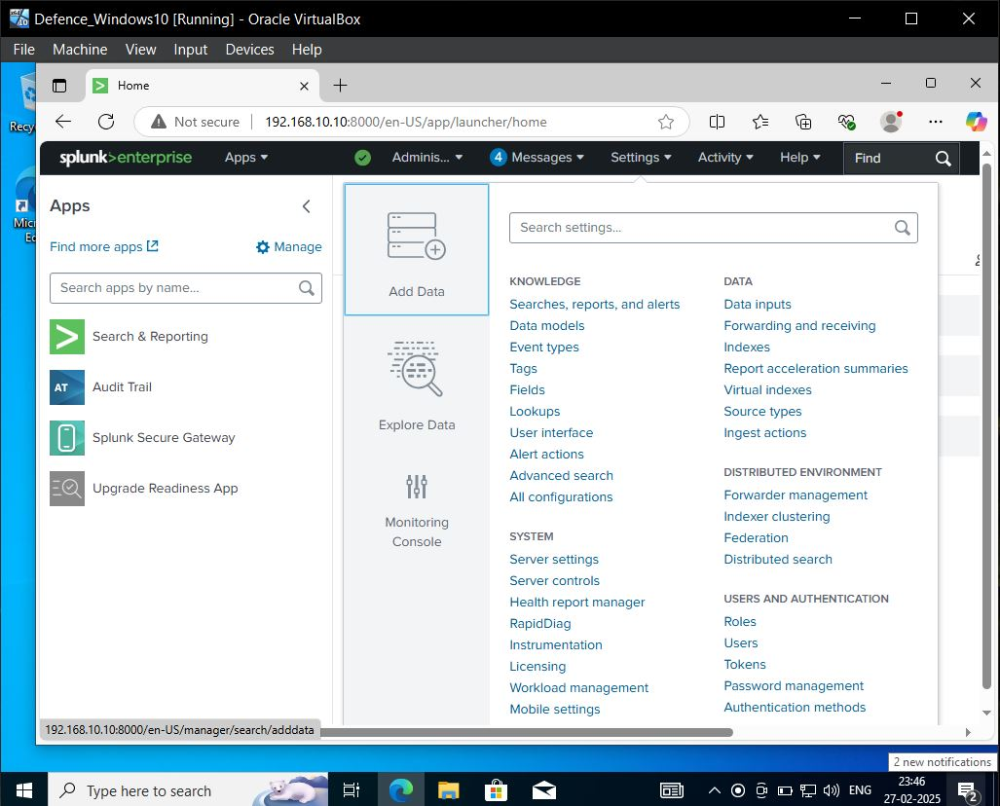 Defence_Windows10 [Running] - Oracle VirtualBox
File Machine View Input Devices Help
Home
Not secure 192.168.10.10:8000/en-US/app/launcher/home
splunk>enterprise Apps Adminis... 4 Messages Settings Activity Help Find
Apps
Find more apps Manage
Search apps by name...
Search & Reporting
AT Audit Trail
Splunk Secure Gateway
Upgrade Readiness App
Add Data
Explore Data
Monitoring
Console
Search settings...
KNOWLEDGE
Searches, reports, and alerts
Data models
Event types
Tags
Fields
Lookups
User interface
Alert actions
Advanced search
All configurations
SYSTEM
Server settings
Server controls
Health report manager
RapidDiag
Instrumentation
Licensing
Workload management
Mobile settings
DATA
Data inputs
Forwarding and receiving
Indexes
Report acceleration summaries
Virtual indexes
Source types
Ingest actions
DISTRIBUTED ENVIRONMENT
Forwarder management
Indexer clustering
Federation
Distributed search
USERS AND AUTHENTICATION
Roles
Users
Tokens
Password management
Authentication methods
192.168.10.10:8000/en-US/manager/search/adddata
2 new notifications
Type here to search
ENG
23:46
27-02-2025
2